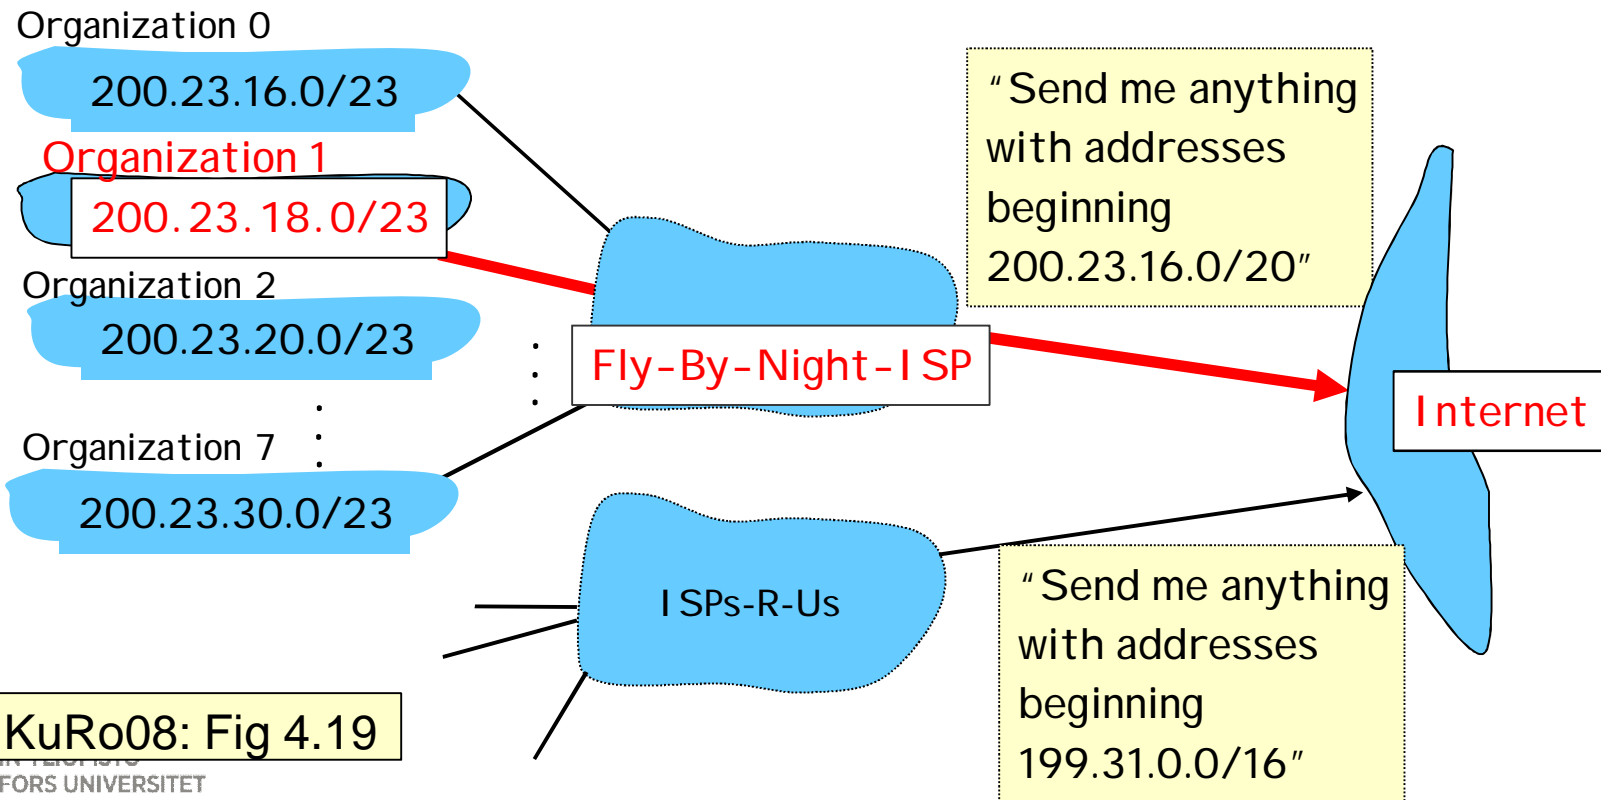 Organization 0
200.23.16.0/23
Organization 1
200.23.18.0/23
Organization 2
200.23.20.0/23
Organization 7
200.23.30.0/23
Fly-By-Night-ISP
"Send me anything
with addresses
beginning
200.23.16.0/20"
Internet
ISPs-R-Us
"Send me anything
with addresses
beginning
199.31.0.0/16"
KuRo08: Fig 4.19
FORS UNIVERSITET